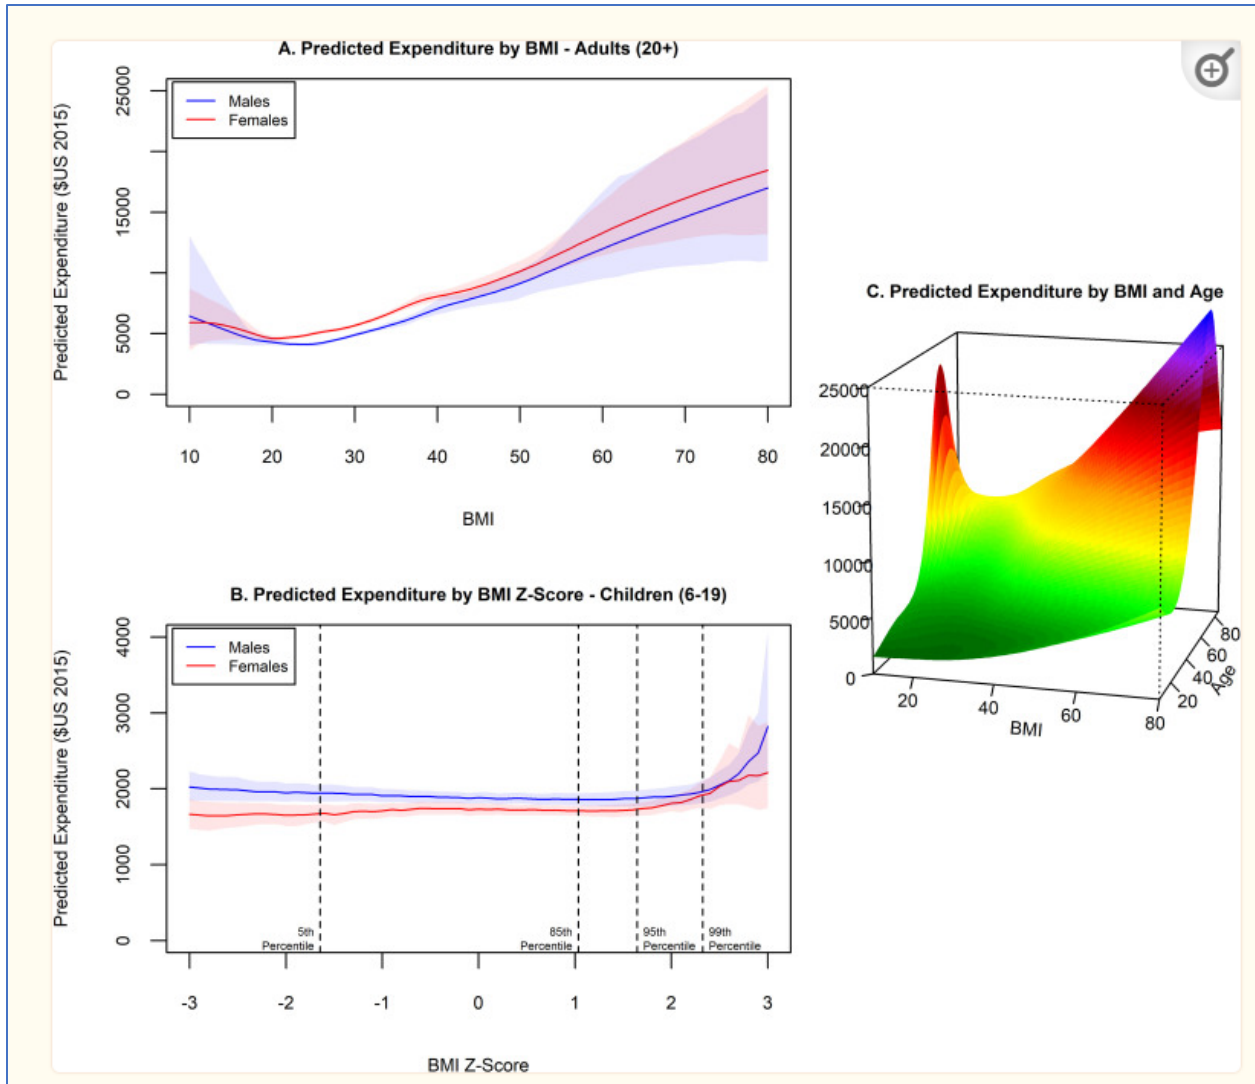 A. Predicted Expenditure by BMI - Adults (20+)
Predicted Expenditure ($US 2015)
25000
15000
5000
0
Males
Females
10 20 30 40 50 60 70 80
BMI
B. Predicted Expenditure by BMI Z-Score - Children (6-19)
Predicted Expenditure ($US 2015)
4000
3000
2000
1000
0
Males
Females
5th
Percentile
85th
Percentile
95th
Percentile
99th
Percentile
-3 -2 -1 0 1 2 3
BMI Z-Score
C. Predicted Expenditure by BMI and Age
25000
20000
15000
10000
5000
0
20 40 60 80
BMI
20 40 60 80
Age